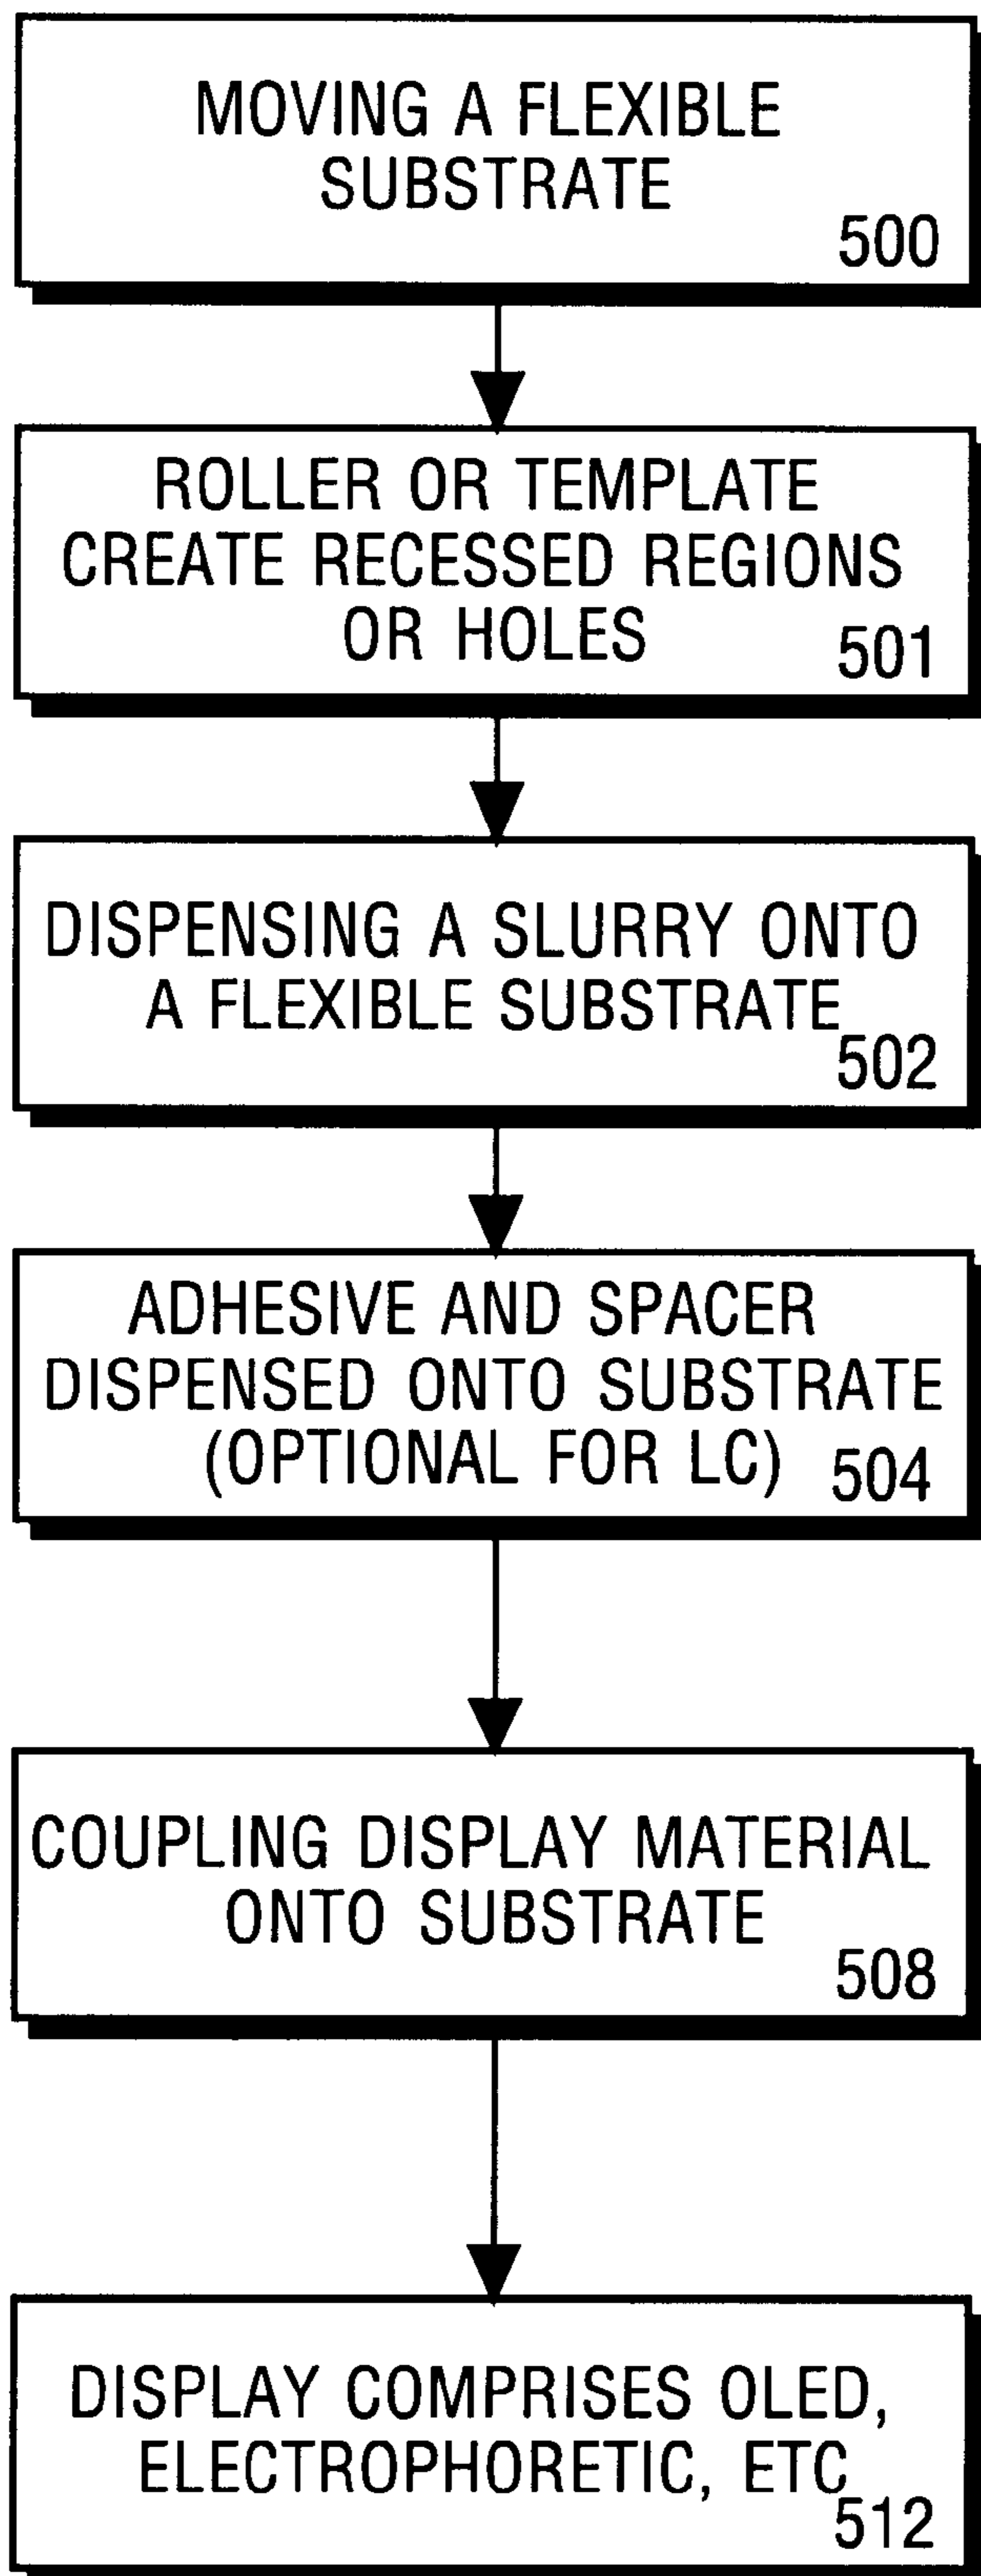 MOVING A FLEXIBLE
SUBSTRATE
500
ROLLER OR TEMPLATE
CREATE RECESSED REGIONS
OR HOLES
501
DISPENSING A SLURRY ONTO
A FLEXIBLE SUBSTRATE
502
ADHESIVE AND SPACER
DISPENSED ONTO SUBSTRATE
(OPTIONAL FOR LC)
504
COUPLING DISPLAY MATERIAL
ONTO SUBSTRATE
508
DISPLAY COMPRISES OLED,
ELECTROPHORETIC, ETC
512